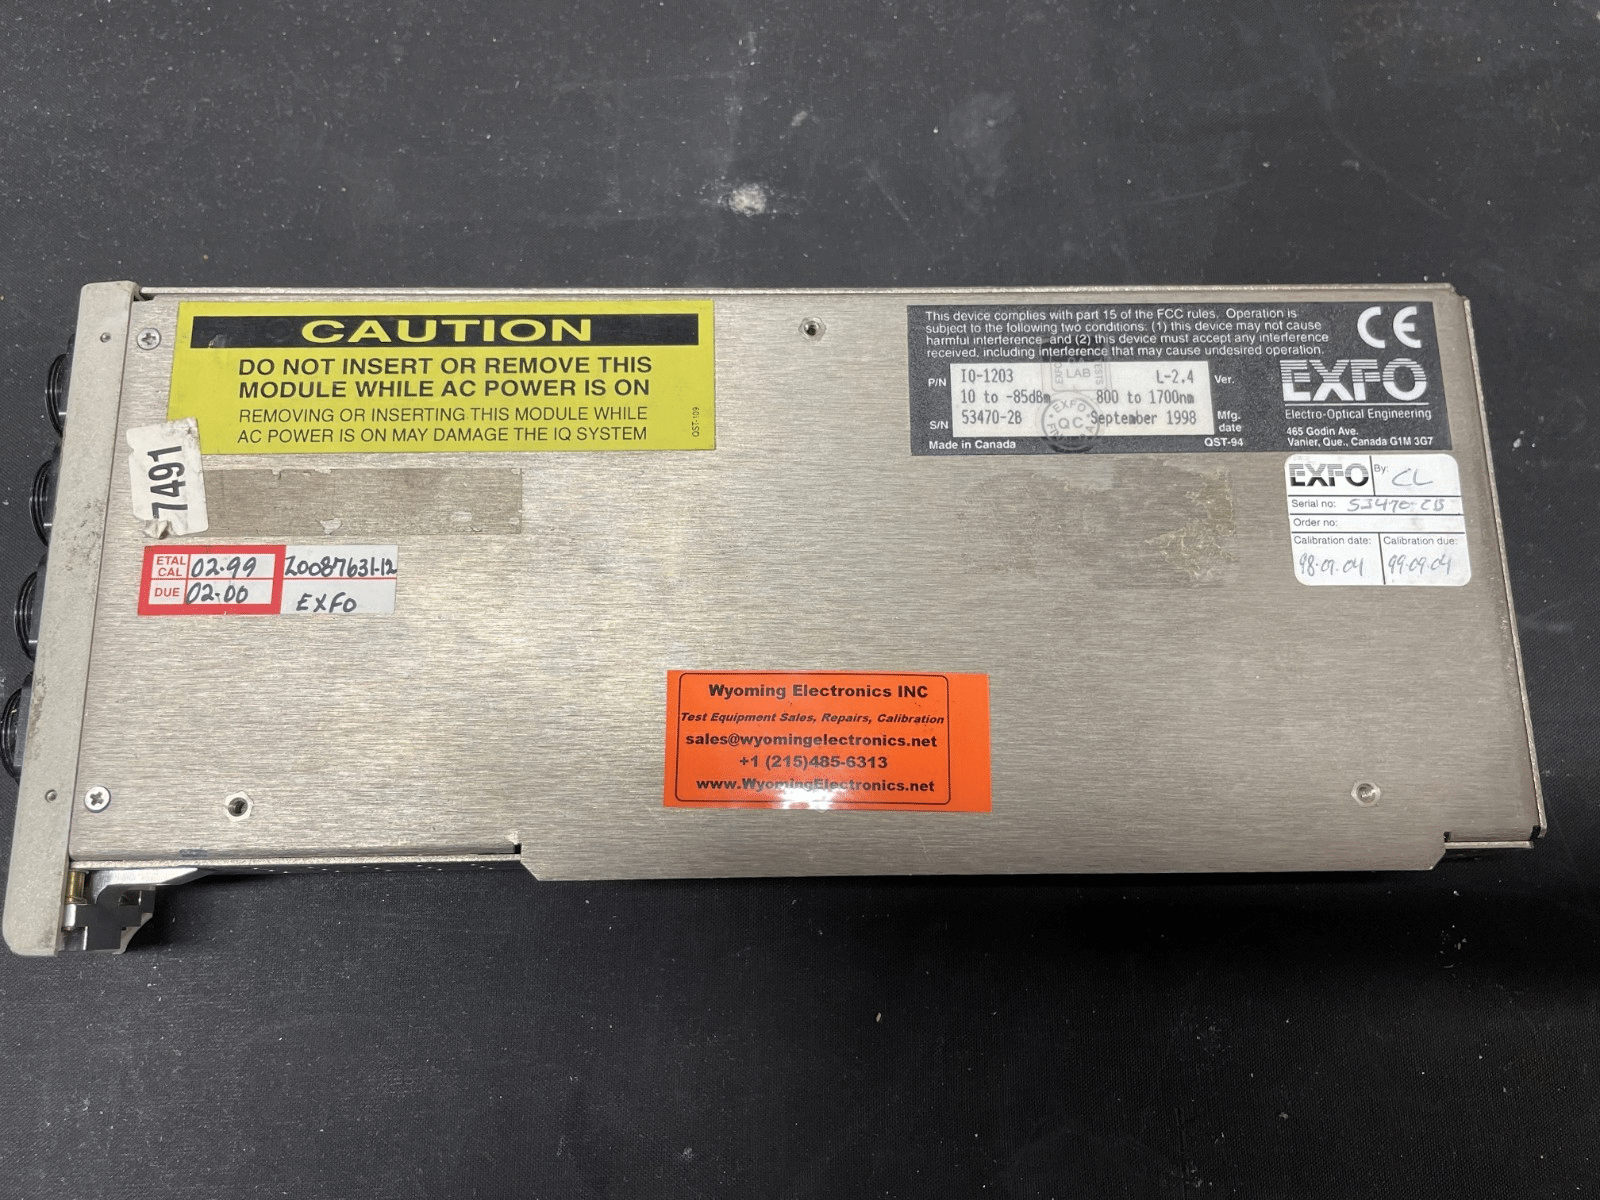 CAUTION
DO NOT INSERT OR REMOVE THIS
MODULE WHILE AC POWER IS ON
REMOVING OR INSERTING THIS MODULE WHILE
AC POWER IS ON MAY DAMAGE THE IQ SYSTEM
QST-109
7491
ETAL CAL 02.99
DUE 02.00
Z0087631-12
EXFO
This device complies with part 15 of the FCC rules. Operation is
subject to the following two conditions: (1) this device may not cause
harmful interference and (2) this device must accept any interference
received, including interference that may cause undesired operation.
CE
P/N IQ-1203 L-2.4 Ver.
10 to -85dBm 800 to 1700nm
S/N 53470-2B September 1998 Mfg. date
Made in Canada QST-94
LAB
EXFO
QC
EXFO
Electro-Optical Engineering
465 Godin Ave.
Vanier, Que., Canada G1M 3G7
EXFO By: CL
Serial no: 53470-2B
Order no:
Calibration date: Calibration due:
98.09.04 99.09.04
Wyoming Electronics INC
Test Equipment Sales, Repairs, Calibration
sales@wyomingelectronics.net
+1 (215)485-6313
www.WyomingElectronics.net